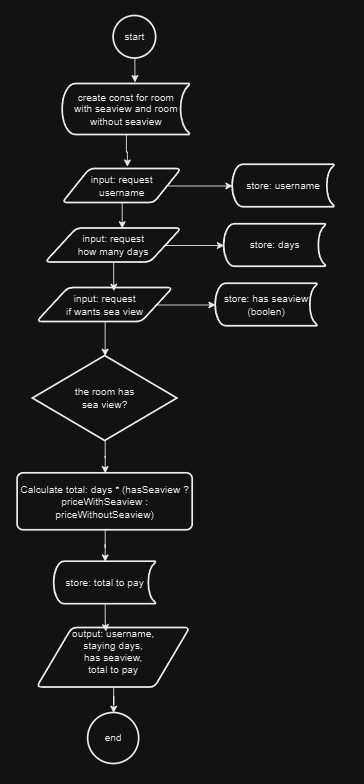 start
create const for room
with seaview and room
without seaview
input: request
username
store: username
input: request
how many days
store: days
input: request
if wants sea view
store: has seaview
(boolen)
the room has
sea view?
Calculate total: days * (hasSeaview ?
priceWithSeaview :
priceWithoutSeaview)
store: total to pay
output: username,
staying days,
has seaview,
total to pay
end